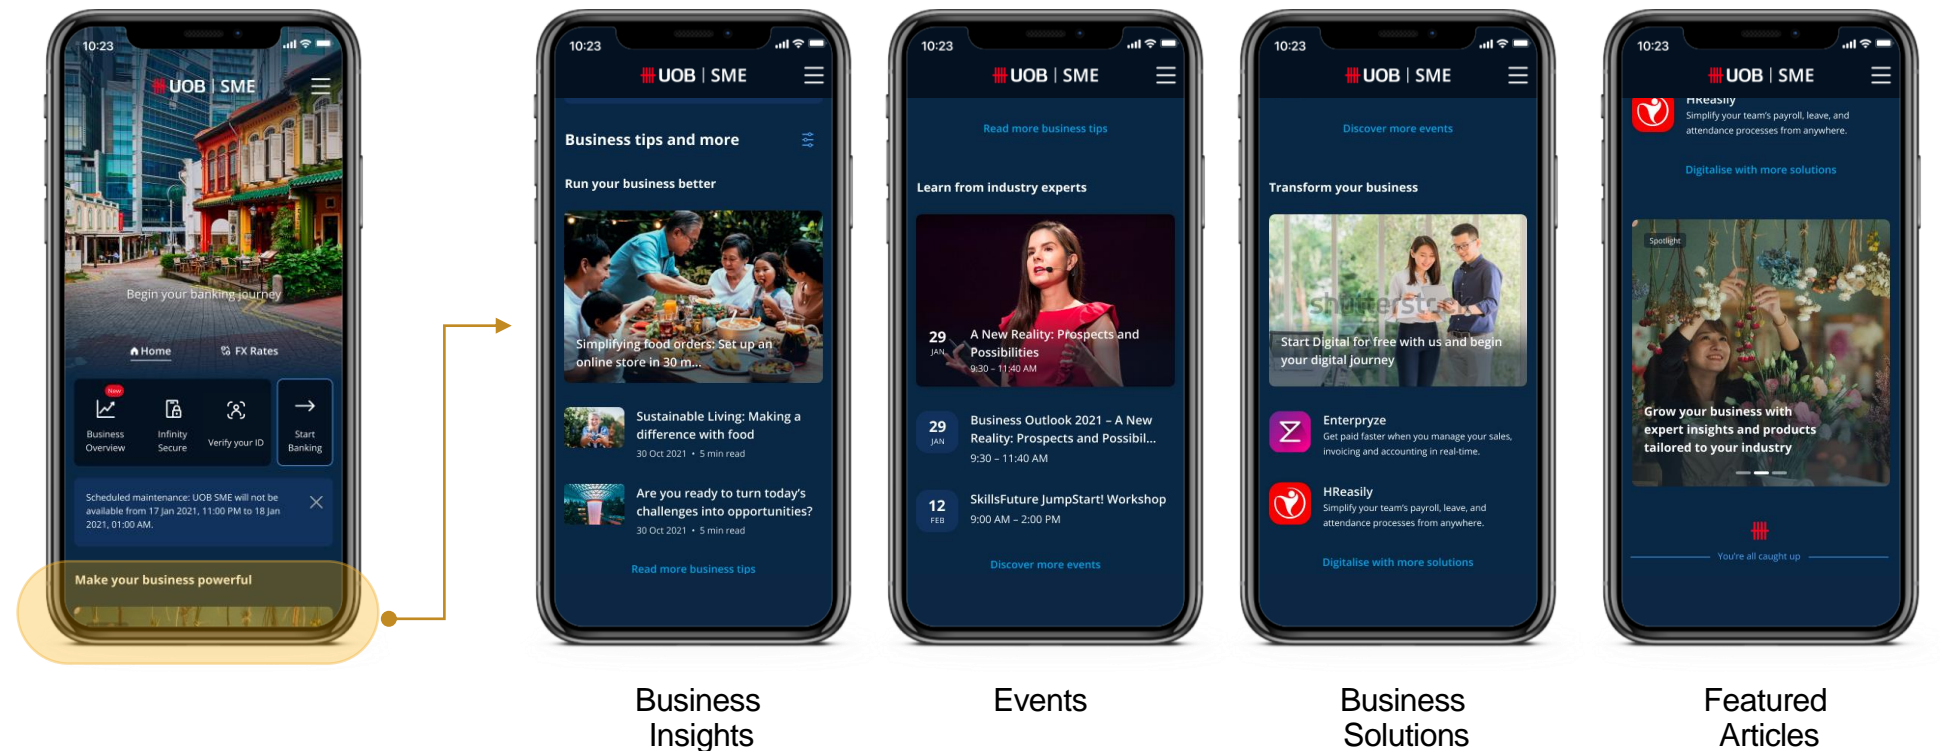 10:23
UOB | SME
Begin your banking journey
Home
FX Rates
New
Business
Overview
Infinity
Secure
Verify your ID
Start
Banking
Scheduled maintenance: UOB SME will not be
available from 17 Jan 2021, 11:00 PM to 18 Jan
2021, 01:00 AM.
Make your business powerful
10:23
UOB | SME
Business tips and more
Run your business better
Simplifying food orders: Set up an
online store in 30 m...
Sustainable Living: Making a
difference with food
30 Oct 2021 • 5 min read
Are you ready to turn today's
challenges into opportunities?
30 Oct 2021 • 5 min read
Read more business tips
Business
Insights
10:23
UOB | SME
Read more business tips
Learn from industry experts
29
JAN
A New Reality: Prospects and
Possibilities
9:30 – 11:40 AM
29
JAN
Business Outlook 2021 – A New
Reality: Prospects and Possibil...
9:30 – 11:40 AM
12
FEB
SkillsFuture JumpStart! Workshop
9:00 AM – 2:00 PM
Discover more events
Events
10:23
UOB | SME
Discover more events
Transform your business
shutterstock
Start Digital for free with us and begin
your digital journey
Enterpryze
Get paid faster when you manage your sales,
invoicing and accounting in real-time.
HReasily
Simplify your team's payroll, leave, and
attendance processes from anywhere.
Digitalise with more solutions
Business
Solutions
10:23
UOB | SME
HReasily
Simplify your team's payroll, leave, and
attendance processes from anywhere.
Digitalise with more solutions
Spotlight
Grow your business with
expert insights and products
tailored to your industry
You're all caught up
Featured
Articles